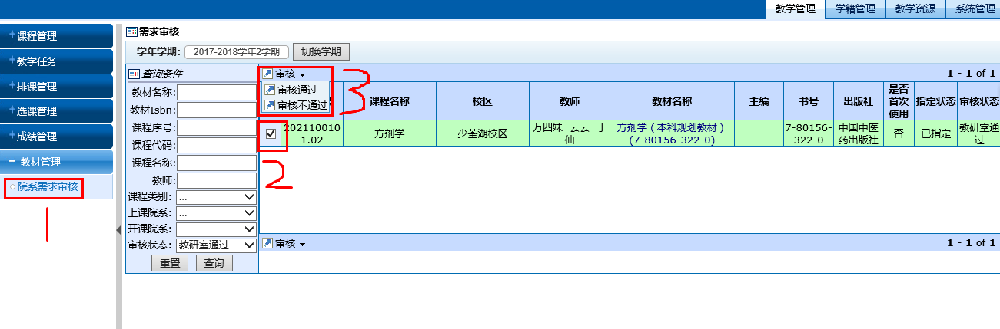 教学管理 学籍管理 教学资源 系统管理
+课程管理
+教学任务
+排课管理
+选课管理
+成绩管理
- 教材管理
院系需求审核
1
需求审核
学年学期: 2017-2018学年2学期 切换学期
查询条件
教材名称:
教材Isbn:
课程序号:
课程代码:
课程名称:
教师:
课程类别: ...
上课院系: ...
开课院系: ...
审核状态: 教研室通过
重置 查询
审核 1 - 1 of 1
审核通过
审核不通过
3
课程名称 校区 教师 教材名称 主编 书号 出版社 是否首次使用 指定状态 审核状态
202110010
1.02
方剂学 少荃湖校区 万四妹 云云 丁
仙
方剂学（本科规划教材）
(7-80156-322-0)
7-80156-
322-0
中国中医
药出版社
否 已指定 教研室通
过
2
审核 1 - 1 of 1